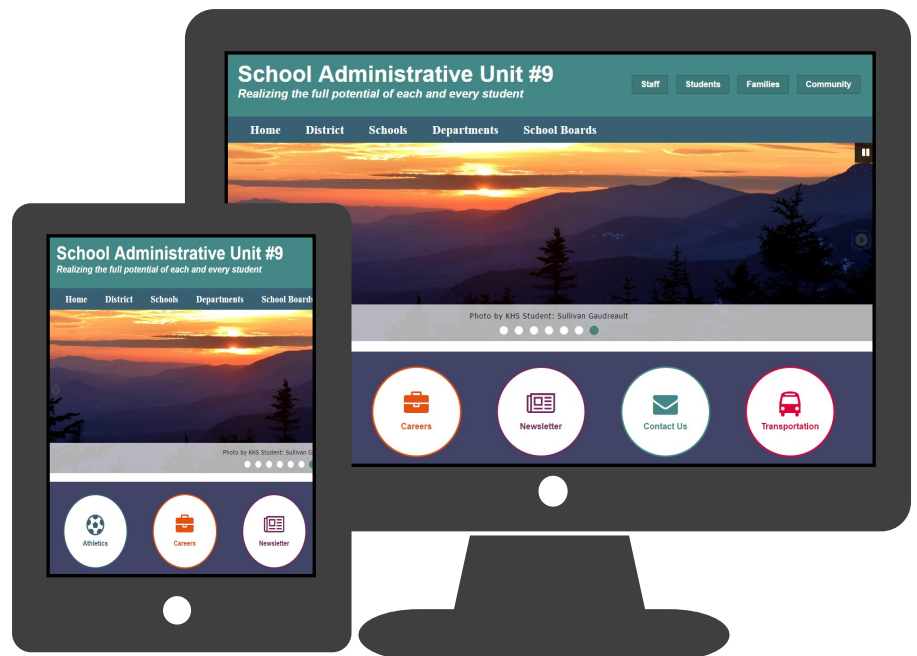 School Administrative Unit #9
Realizing the full potential of each and every student
Staff Students Families Community
Home District Schools Departments School Boards
Photo by KHS Student: Sullivan Gaudreault
Careers Newsletter Contact Us Transportation
School Administrative Unit #9
Realizing the full potential of each and every student
Home District Schools Departments School Boards
Photo by KHS Student: Sullivan G
Athletics Careers Newsletter